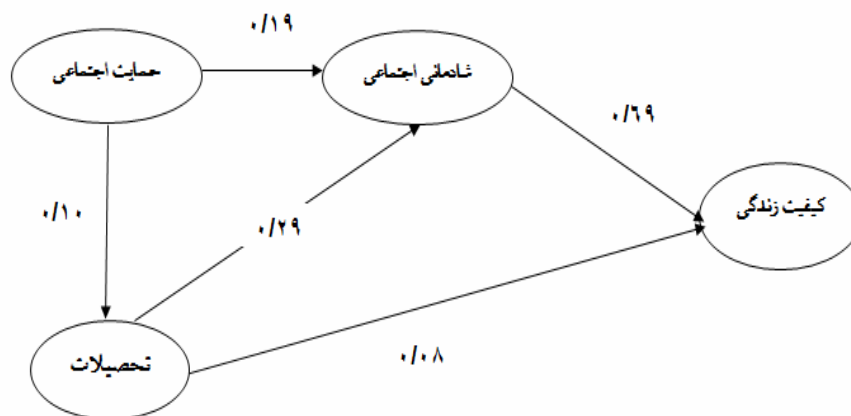 ۰/۱۹
حمایت اجتماعی
شادمانی اجتماعی
۰/۶۹
۰/۱۰
۰/۲۹
کیفیت زندگی
تحصیلات
۰/۰۸